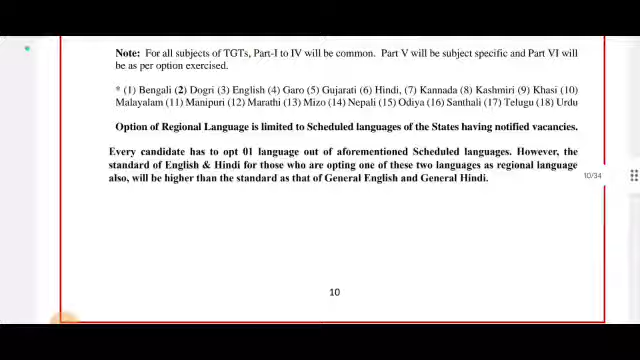 Note: For all subjects of TGTs, Part-I to IV will be common. Part V will be subject specific and Part VI will
be as per option exercised.
* (1) Bengali (2) Dogri (3) English (4) Garo (5) Gujarati (6) Hindi, (7) Kannada (8) Kashmiri (9) Khasi (10)
Malayalam (11) Manipuri (12) Marathi (13) Mizo (14) Nepali (15) Odiya (16) Santhali (17) Telugu (18) Urdu
Option of Regional Language is limited to Scheduled languages of the States having notified vacancies.
Every candidate has to opt 01 language out of aforementioned Scheduled languages. However, the
standard of English & Hindi for those who are opting one of these two languages as regional language
also, will be higher than the standard as that of General English and General Hindi.
10/34
10